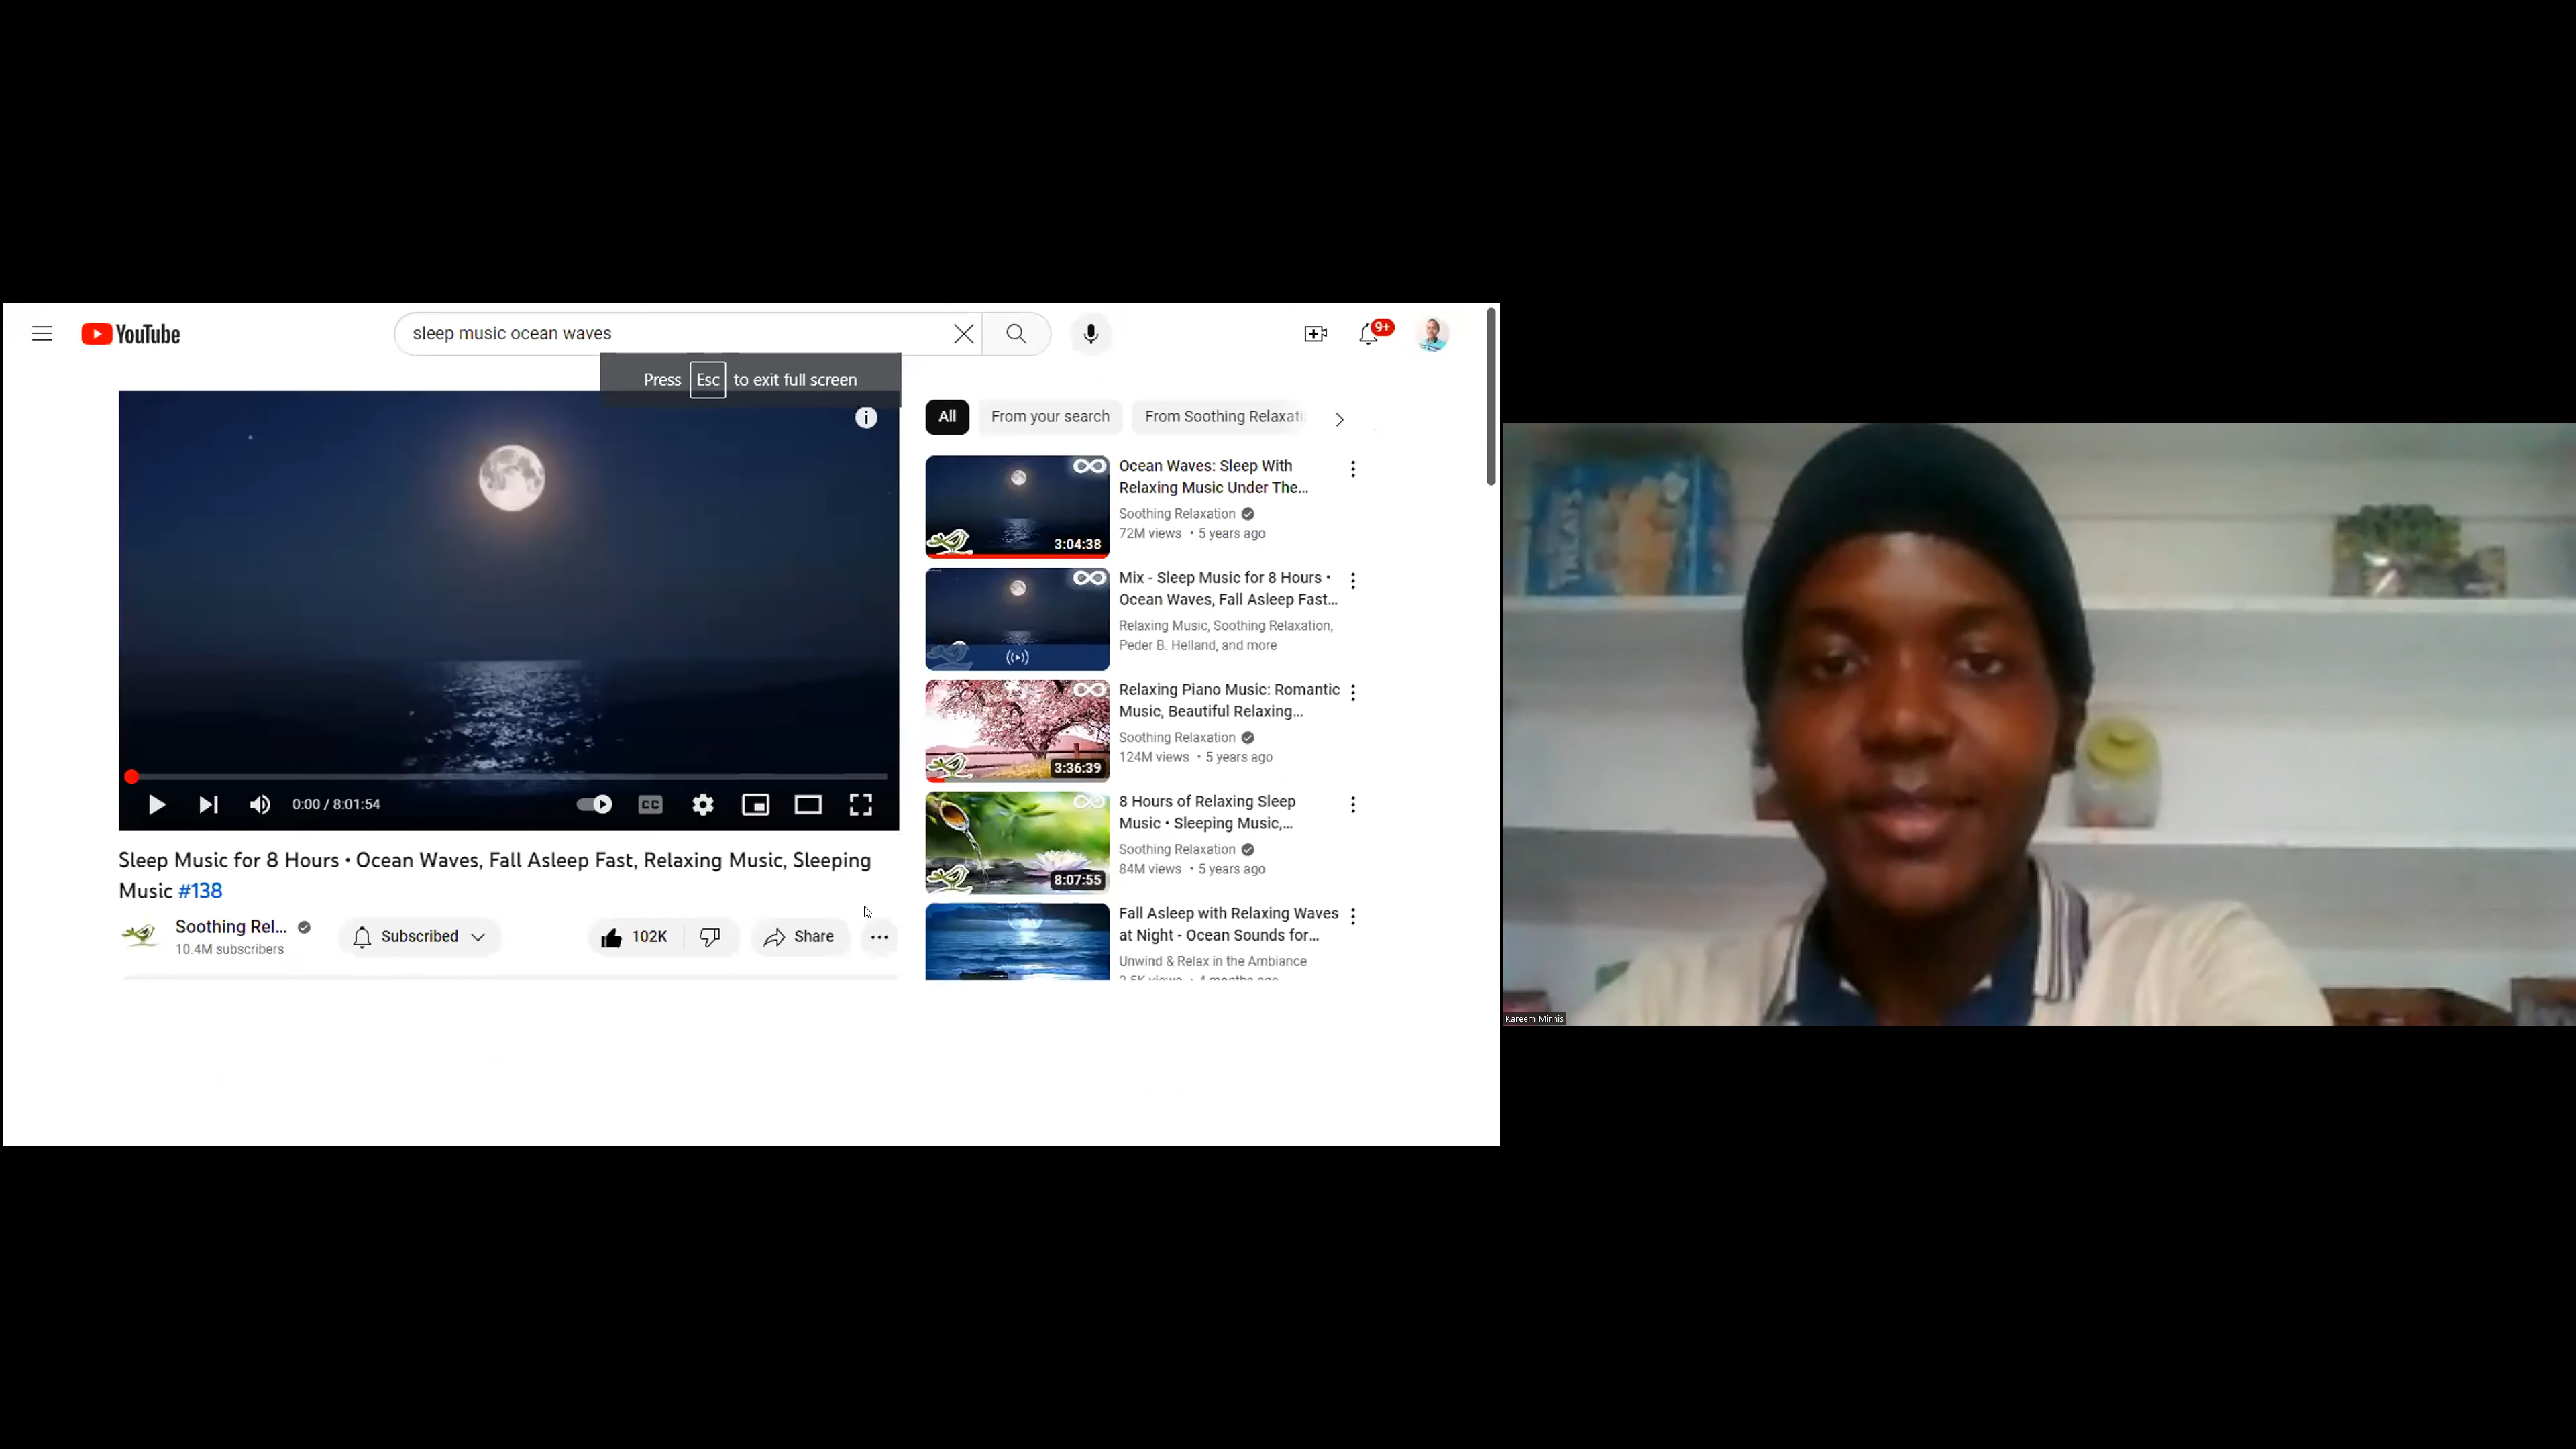 YouTube
sleep music ocean waves
9+
Press Esc to exit full screen
i
All
From your search
From Soothing Relaxati
3:04:38
Ocean Waves: Sleep With
Relaxing Music Under The...
Soothing Relaxation
72M views • 5 years ago
Mix - Sleep Music for 8 Hours •
Ocean Waves, Fall Asleep Fast...
Relaxing Music, Soothing Relaxation,
Peder B. Helland, and more
3:36:39
Relaxing Piano Music: Romantic
Music, Beautiful Relaxing...
Soothing Relaxation
124M views • 5 years ago
8:07:55
8 Hours of Relaxing Sleep
Music • Sleeping Music,...
Soothing Relaxation
84M views • 5 years ago
Fall Asleep with Relaxing Waves
at Night - Ocean Sounds for...
Unwind & Relax in the Ambiance
0:00 / 8:01:54
CC
Sleep Music for 8 Hours • Ocean Waves, Fall Asleep Fast, Relaxing Music, Sleeping
Music #138
Soothing Rel...
10.4M subscribers
Subscribed
102K
Share
TREATS
Kareem Minnis